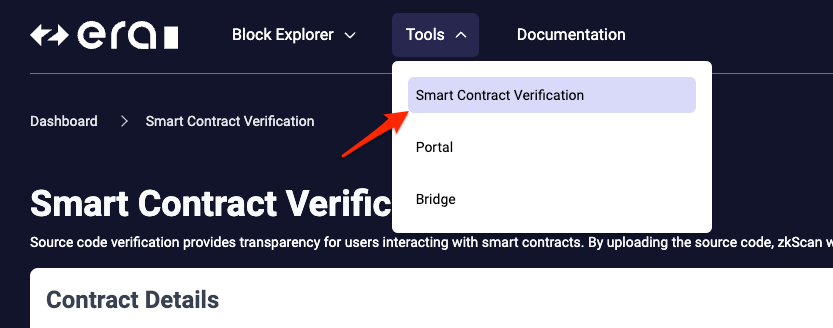 era
Block Explorer
Tools
Documentation
Smart Contract Verification
Portal
Bridge
Dashboard
Smart Contract Verification
Smart Contract Verific
Source code verification provides transparency for users interacting with smart contracts. By uploading the source code, zkScan w
Contract Details